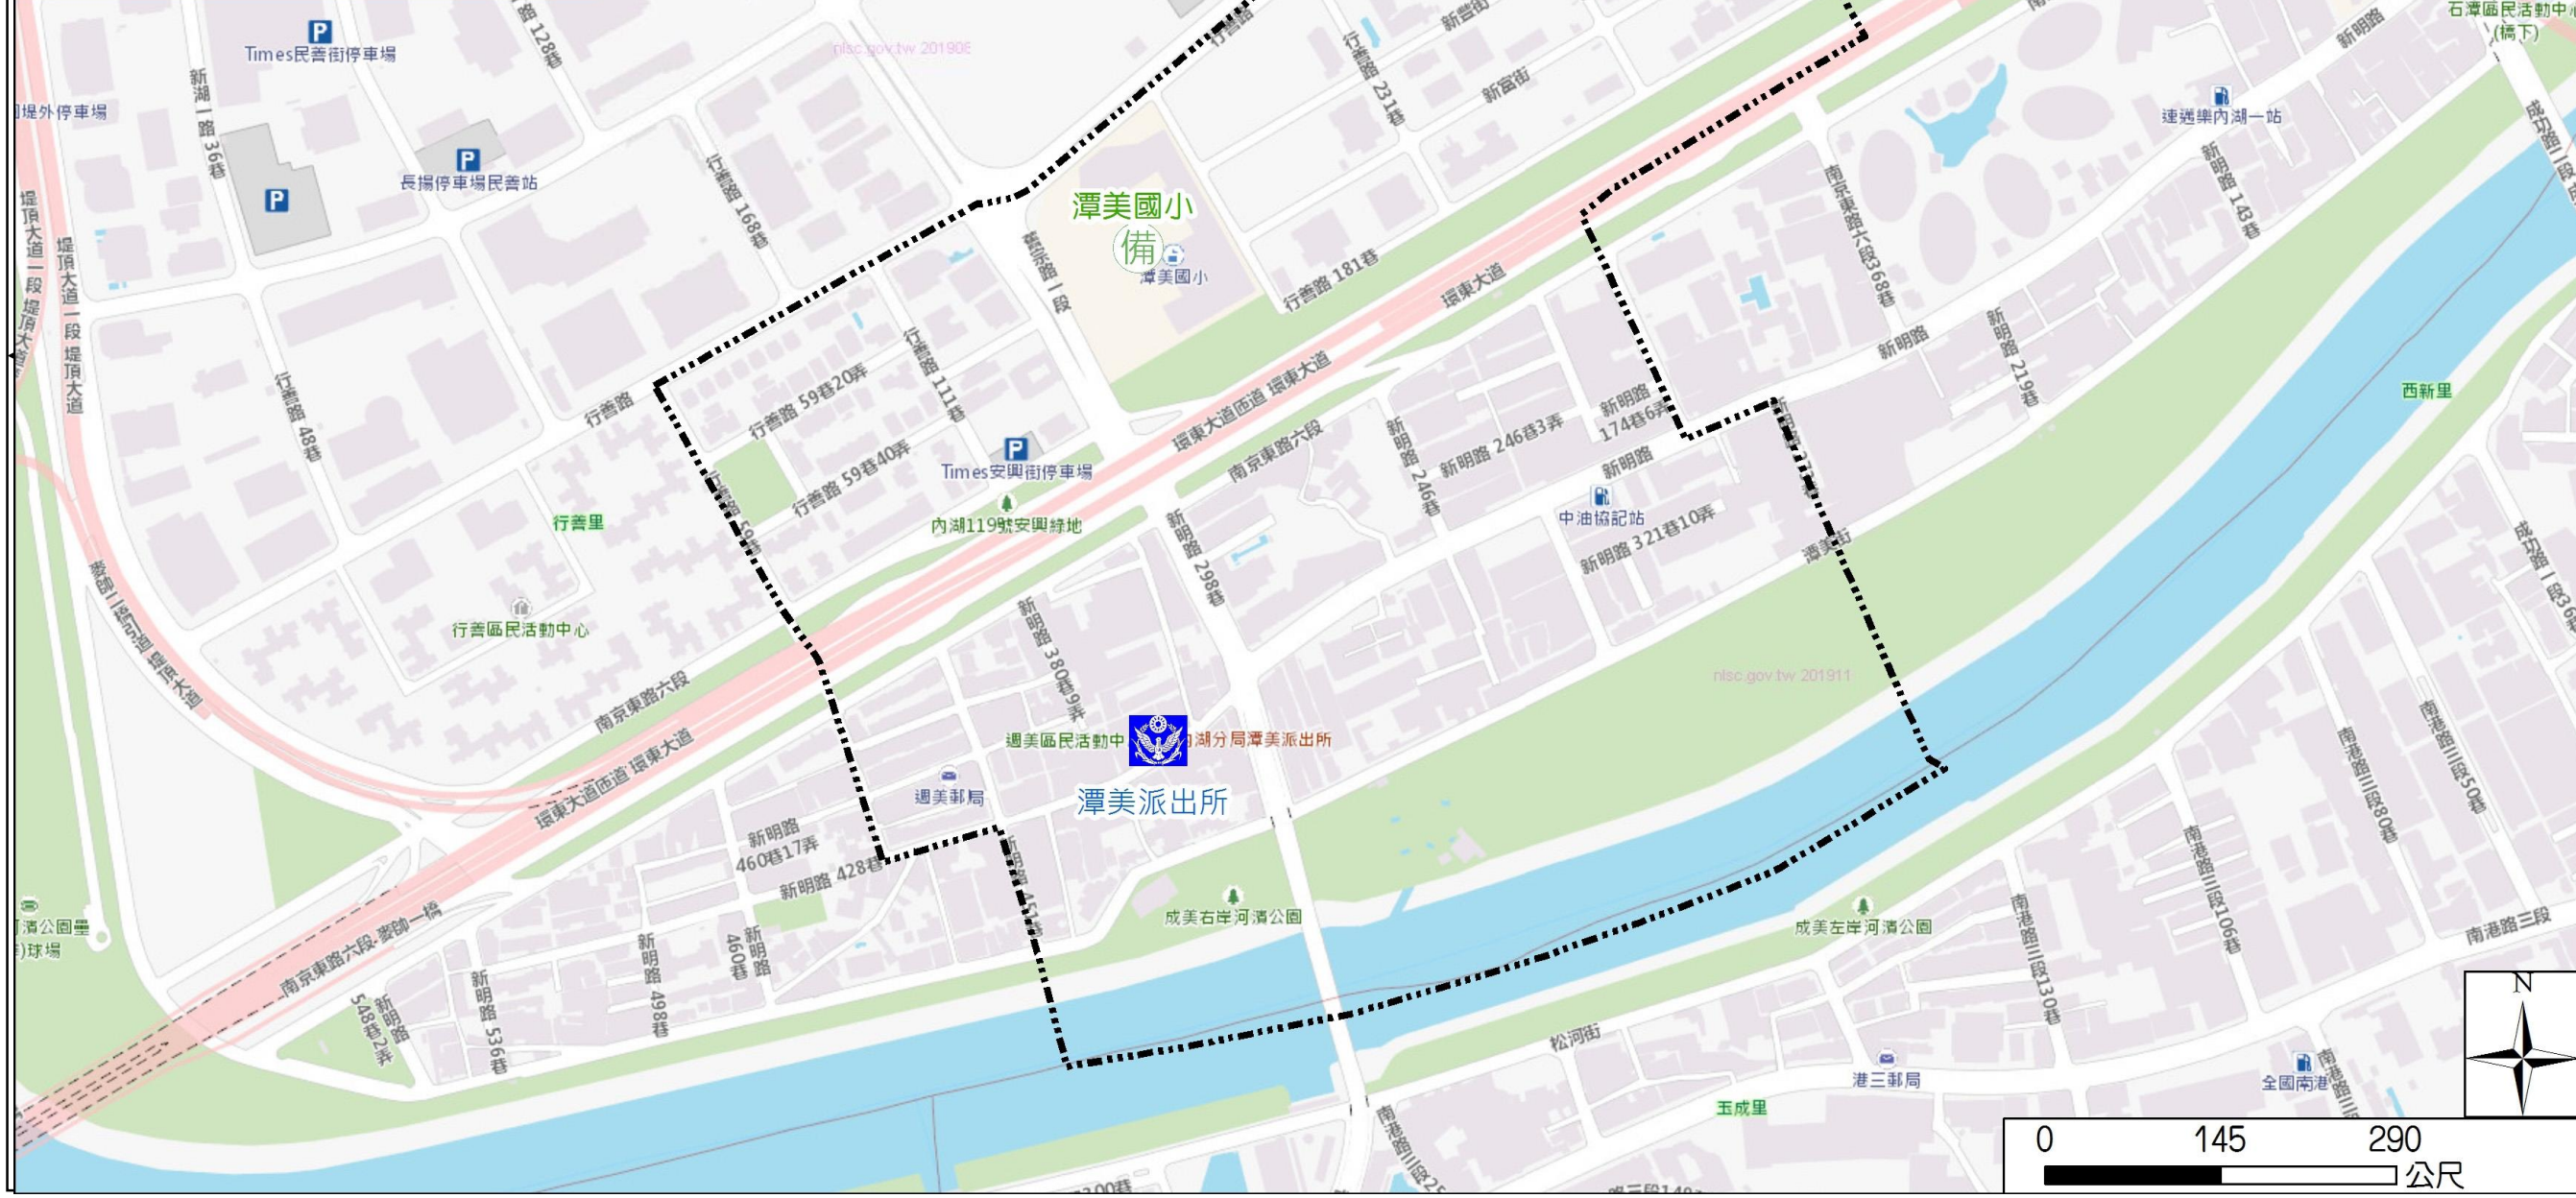 Times民善街停車場
路 128巷
nlsc.gov.tw 201908
行善路
新豐街
新明路
石潭區民活動中心
(橋下)
新湖一路 36巷
堤外停車場
行善路 231巷
新富街
連邁樂內湖一站
長揚停車場民善站
行善路 168巷
潭美國小
備
潭美國小
舊宗路一段
行善路 181巷
環東大道
南京東路六段368巷
新明路 143巷
成功路二段
堤頂大道一段 堤頂大道
堤頂大道一段 堤頂大道
行善路 48巷
行善路
行善路 59巷20弄
行善路 111巷
行善路 59巷40弄
行善路 59巷
Times安興街停車場
內湖119號安興綠地
環東大道匝道 環東大道
南京東路六段
新明路 246巷
新明路 246巷3弄
新明路
174巷6弄
新明路
新明路
新明路 219巷
西新里
中油協記站
新明路 321巷10弄
潭美街
行善里
行善區民活動中心
新明路 298巷
新明路 380巷9弄
成功路一段
nlsc.gov.tw 201911
南京東路六段
環東大道匝道 環東大道
週美區民活動中
湖分局潭美派出所
潭美派出所
週美郵局
新明路
460巷17弄
新明路 428巷
新明路 451巷
成美右岸河濱公園
成美左岸河濱公園
南港路三段50巷
南港路三段80巷
南港路三段106巷
南港路三段130巷
南港路三段
南京東路六段 麥帥一橋
新明路
460巷
新明路 498巷
新明路 536巷
新明路
548巷2弄
松河街
港三郵局
玉成里
全國南港
N
0 145 290
公尺